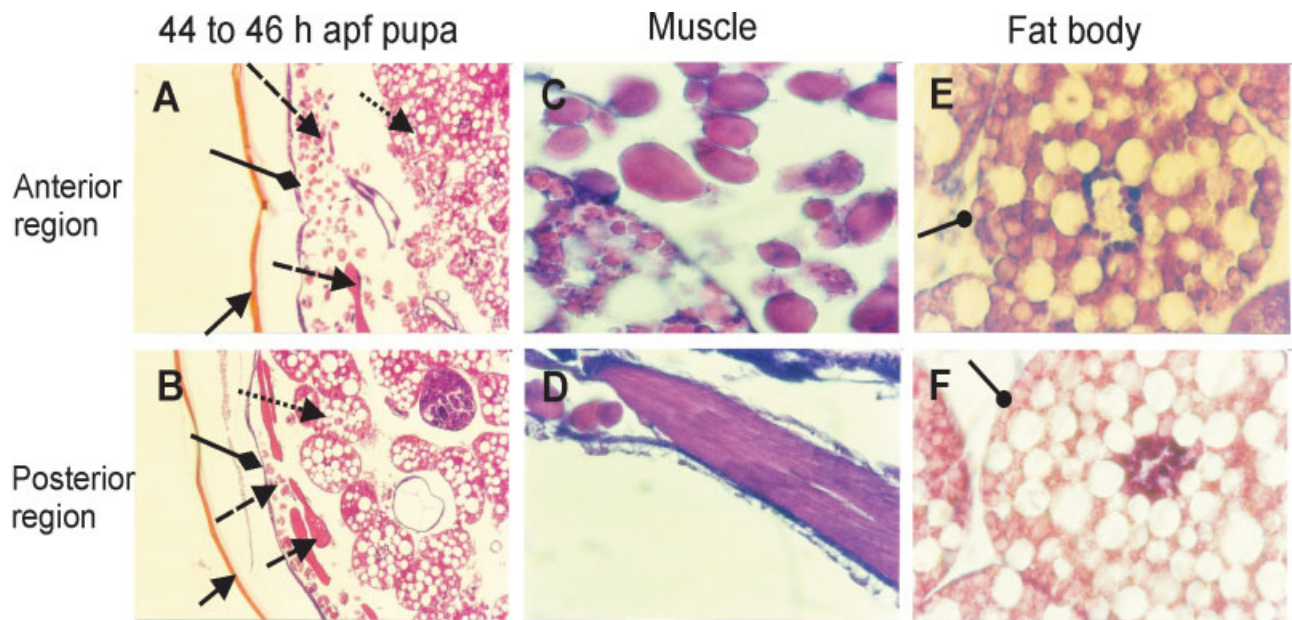 44 to 46 h apf pupa Muscle Fat body
Anterior region
A C E
Posterior region
B D F